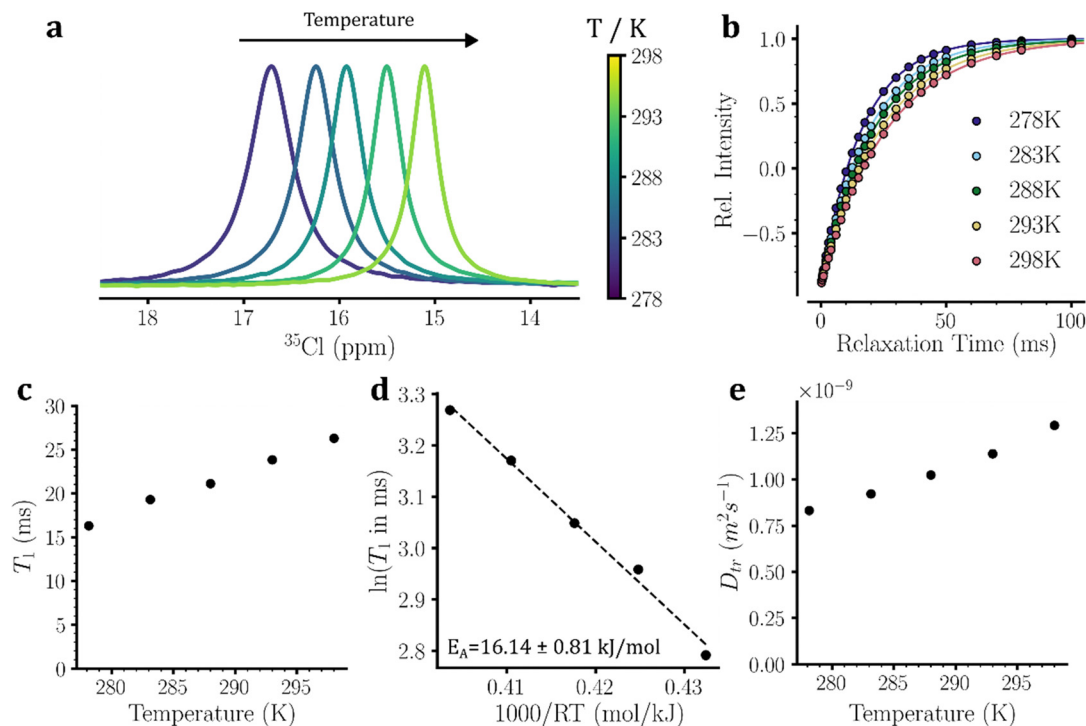 a
Temperature
T / K
298
293
288
283
278
18
17
16
15
14
³⁵Cl (ppm)
b
1.0
0.5
0.0
−0.5
Rel. Intensity
278K
283K
288K
293K
298K
0
50
100
Relaxation Time (ms)
c
30
25
20
15
10
5
0
T₁ (ms)
280
285
290
295
Temperature (K)
d
3.3
3.2
3.1
3.0
2.9
2.8
ln(T₁ in ms)
E_A=16.14 ± 0.81 kJ/mol
0.41
0.42
0.43
1000/RT (mol/kJ)
e
×10⁻⁹
1.25
1.00
0.75
0.50
0.25
0.00
D_tr (m²s⁻¹)
280
285
290
295
Temperature (K)